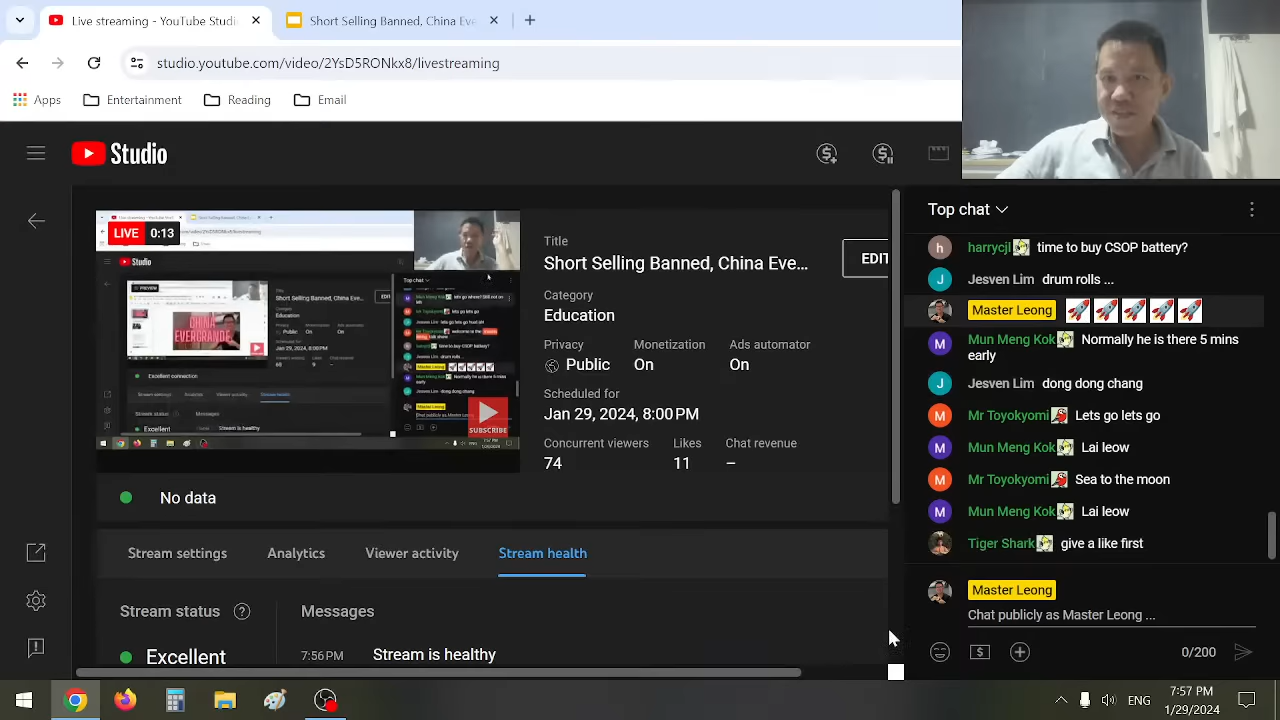 Live streaming - YouTube Studi
Short Selling Banned, China Eve
studio.youtube.com/video/2YsD5RONkx8/livestreaming
Apps
Entertainment
Reading
Email
Studio
LIVE 0:13
CHINA
EVERGRANDE
SUBSCRIBE
Title
Short Selling Banned, China Eve...
EDIT
Category
Education
Privacy
Monetization
Ads automator
Public
On
On
Scheduled for
Jan 29, 2024, 8:00 PM
Concurrent viewers
Likes
Chat revenue
74
11
–
No data
Stream settings
Analytics
Viewer activity
Stream health
Stream status
Messages
Excellent
7:56 PM
Stream is healthy
Top chat
harrycjl time to buy CSOP battery?
Jesven Lim drum rolls ...
Master Leong
Mun Meng Kok Normally he is there 5 mins
early
Jesven Lim dong dong chang
Mr Toyokyomi Lets go lets go
Mun Meng Kok Lai leow
Mr Toyokyomi Sea to the moon
Mun Meng Kok Lai leow
Tiger Shark give a like first
Master Leong
Chat publicly as Master Leong ...
0/200
ENG
7:57 PM
1/29/2024